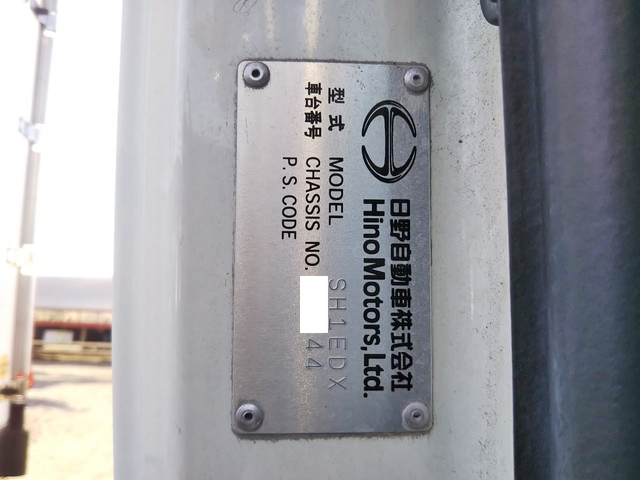 日野自動車株式会社
Hino Motors, Ltd.
型式 MODEL SH1EDX
車台番号 CHASSIS NO. 44
P.S.CODE